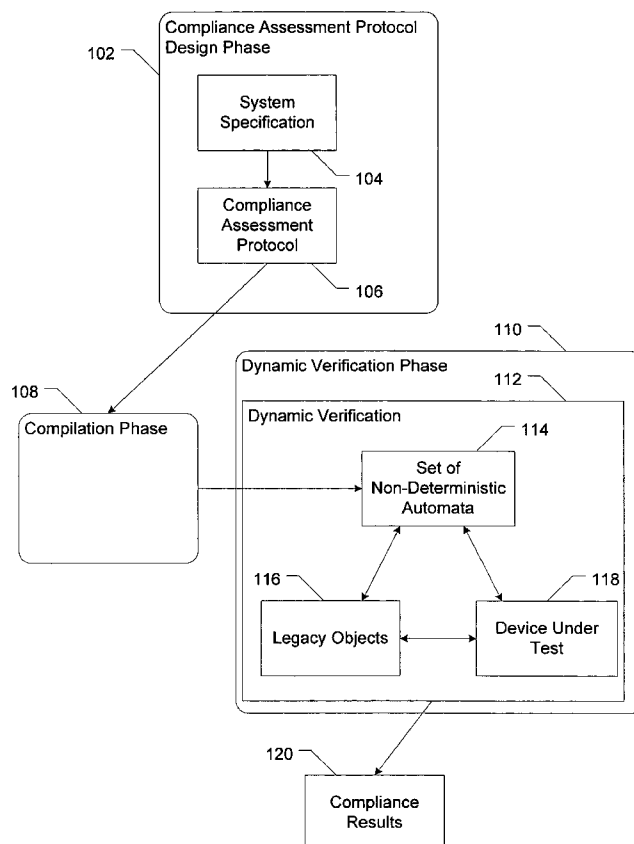 Compliance Assessment Protocol
Design Phase
102
System
Specification
104
Compliance
Assessment
Protocol
106
110
Dynamic Verification Phase
108
112
Compilation Phase
Dynamic Verification
114
Set of
Non-Deterministic
Automata
116
118
Legacy Objects
Device Under
Test
120
Compliance
Results